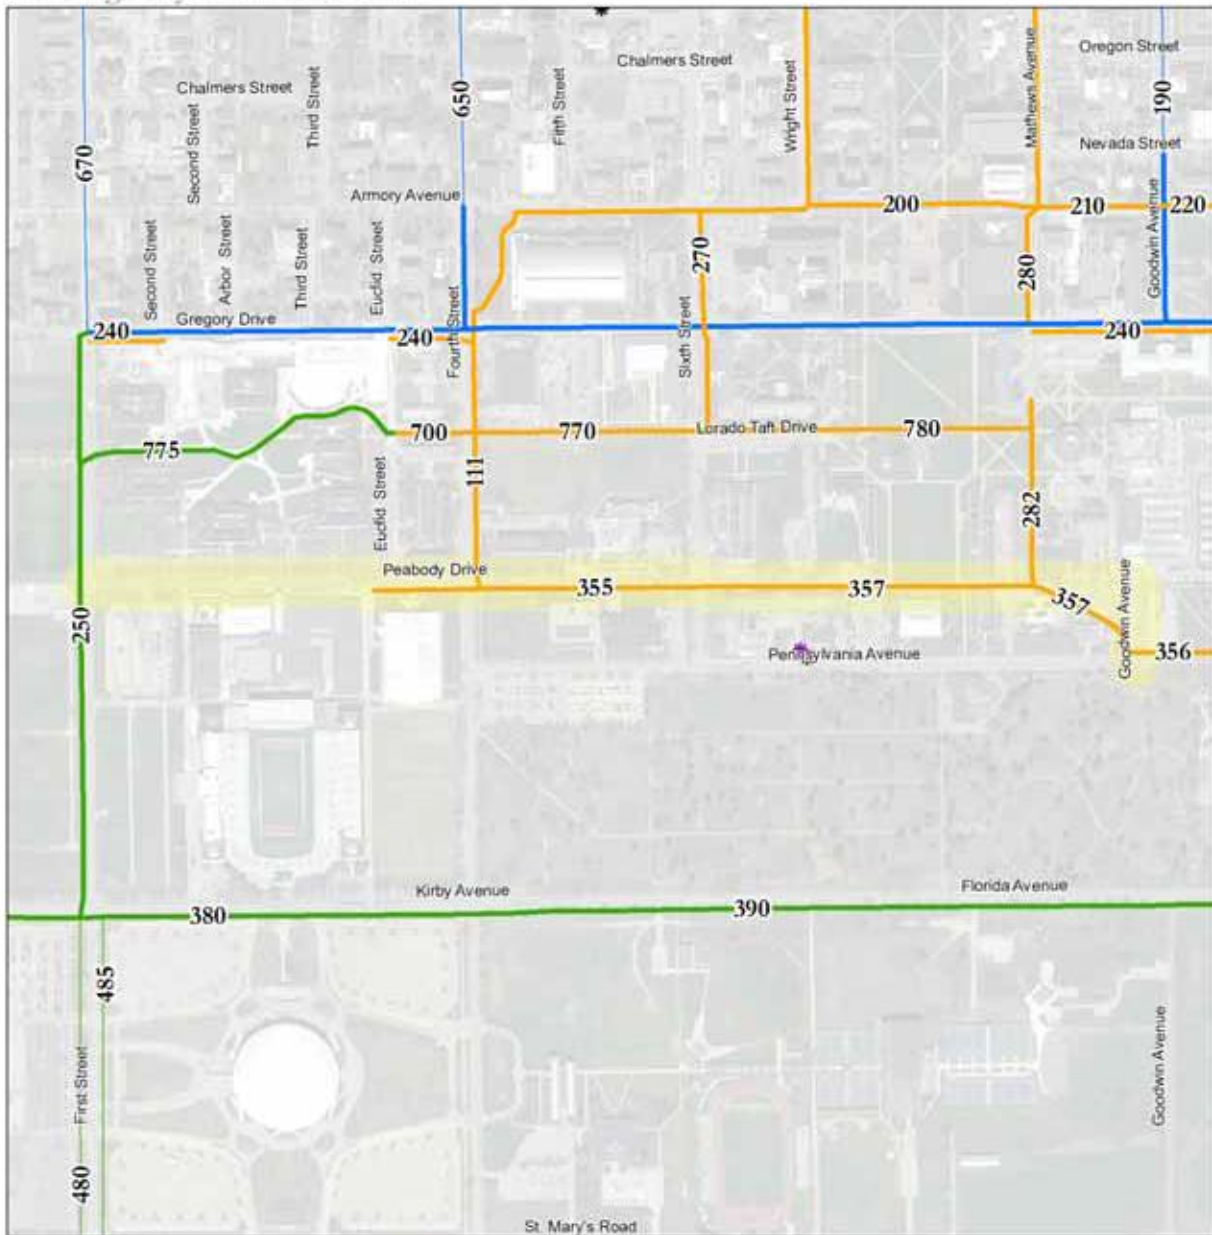 Oregon Street
Chalmers Street
Chalmers Street
Third Street
Second Street
Fifth Street
Wright Street
Mathews Avenue
650
190
670
Nevada Street
Armory Avenue
200
210
220
Second Street
Arbor Street
Third Street
Euclid Street
270
280
Goodwin Avenue
Gregory Drive
Fourth Street
Sixth Street
240
240
240
775
700
770
Lorado Taft Drive
780
111
282
Euclid Street
Peabody Drive
355
357
357
Goodwin Avenue
250
Pennsylvania Avenue
356
Kirby Avenue
Florida Avenue
380
390
485
First Street
Goodwin Avenue
480
St. Mary's Road